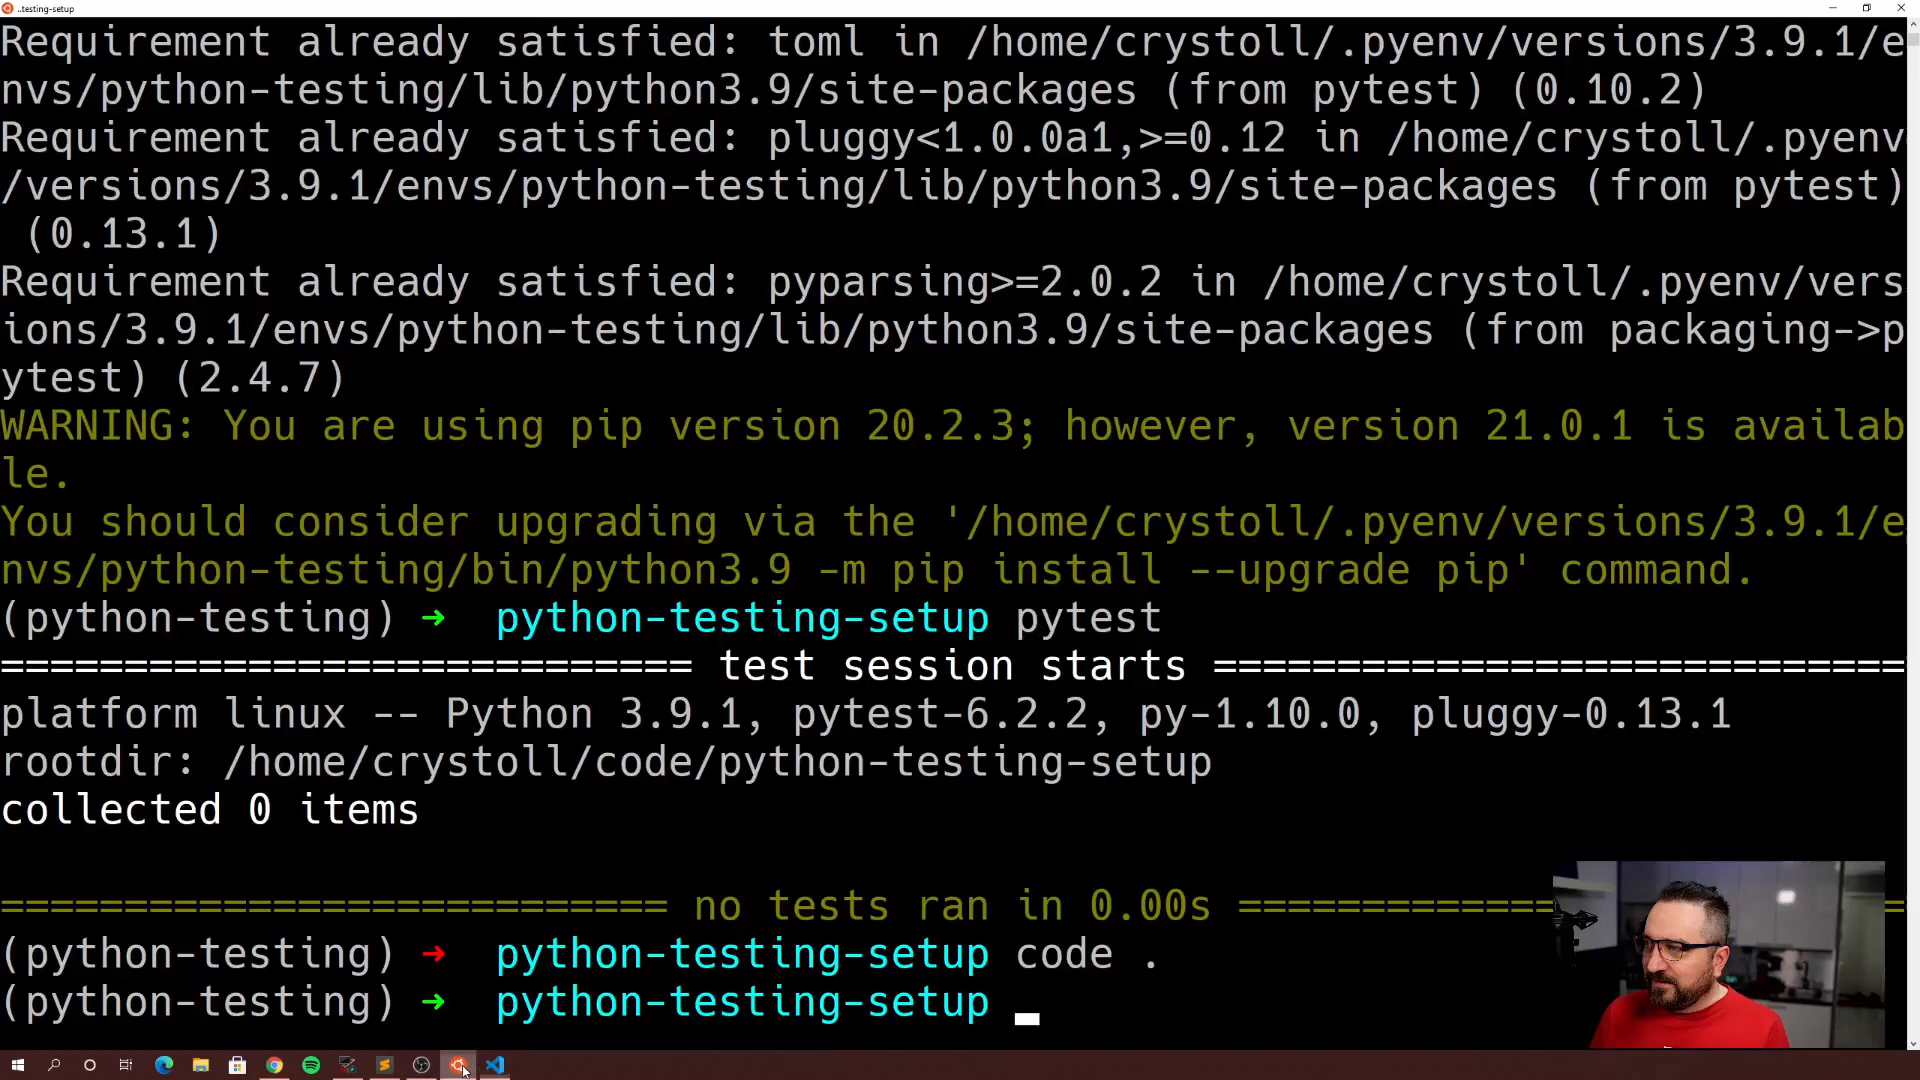 ..testing-setup
Requirement already satisfied: toml in /home/crystoll/.pyenv/versions/3.9.1/e
nvs/python-testing/lib/python3.9/site-packages (from pytest) (0.10.2)
Requirement already satisfied: pluggy<1.0.0a1,>=0.12 in /home/crystoll/.pyenv
/versions/3.9.1/envs/python-testing/lib/python3.9/site-packages (from pytest)
(0.13.1)
Requirement already satisfied: pyparsing>=2.0.2 in /home/crystoll/.pyenv/vers
ions/3.9.1/envs/python-testing/lib/python3.9/site-packages (from packaging->p
ytest) (2.4.7)
WARNING: You are using pip version 20.2.3; however, version 21.0.1 is availab
le.
You should consider upgrading via the '/home/crystoll/.pyenv/versions/3.9.1/e
nvs/python-testing/bin/python3.9 -m pip install --upgrade pip' command.
(python-testing) ➜ python-testing-setup pytest
============================ test session starts ============================
platform linux -- Python 3.9.1, pytest-6.2.2, py-1.10.0, pluggy-0.13.1
rootdir: /home/crystoll/code/python-testing-setup
collected 0 items
=========================== no tests ran in 0.00s ===========================
(python-testing) ➜ python-testing-setup code .
(python-testing) ➜ python-testing-setup